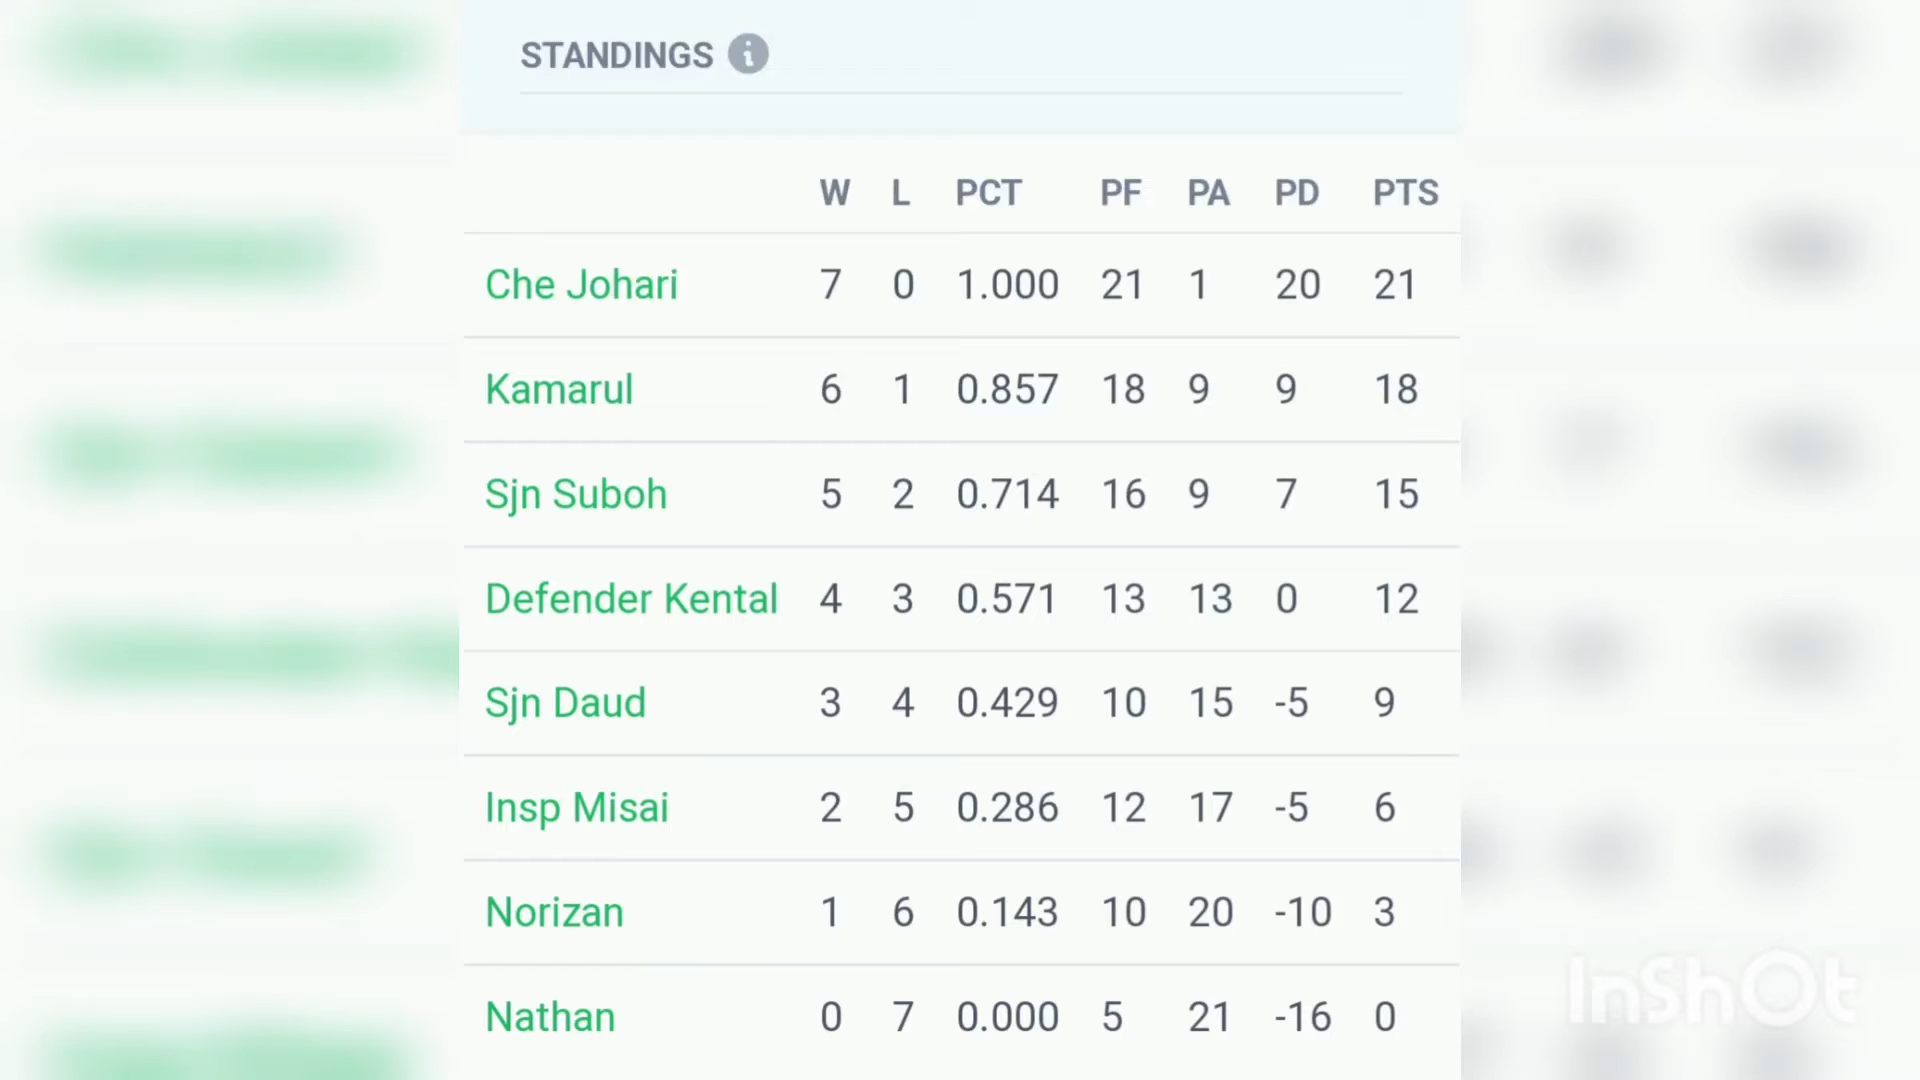 STANDINGS i
W L PCT PF PA PD PTS
Che Johari 7 0 1.000 21 1 20 21
Kamarul 6 1 0.857 18 9 9 18
Sjn Suboh 5 2 0.714 16 9 7 15
Defender Kental 4 3 0.571 13 13 0 12
Sjn Daud 3 4 0.429 10 15 -5 9
Insp Misai 2 5 0.286 12 17 -5 6
Norizan 1 6 0.143 10 20 -10 3
Nathan 0 7 0.000 5 21 -16 0
InShOt